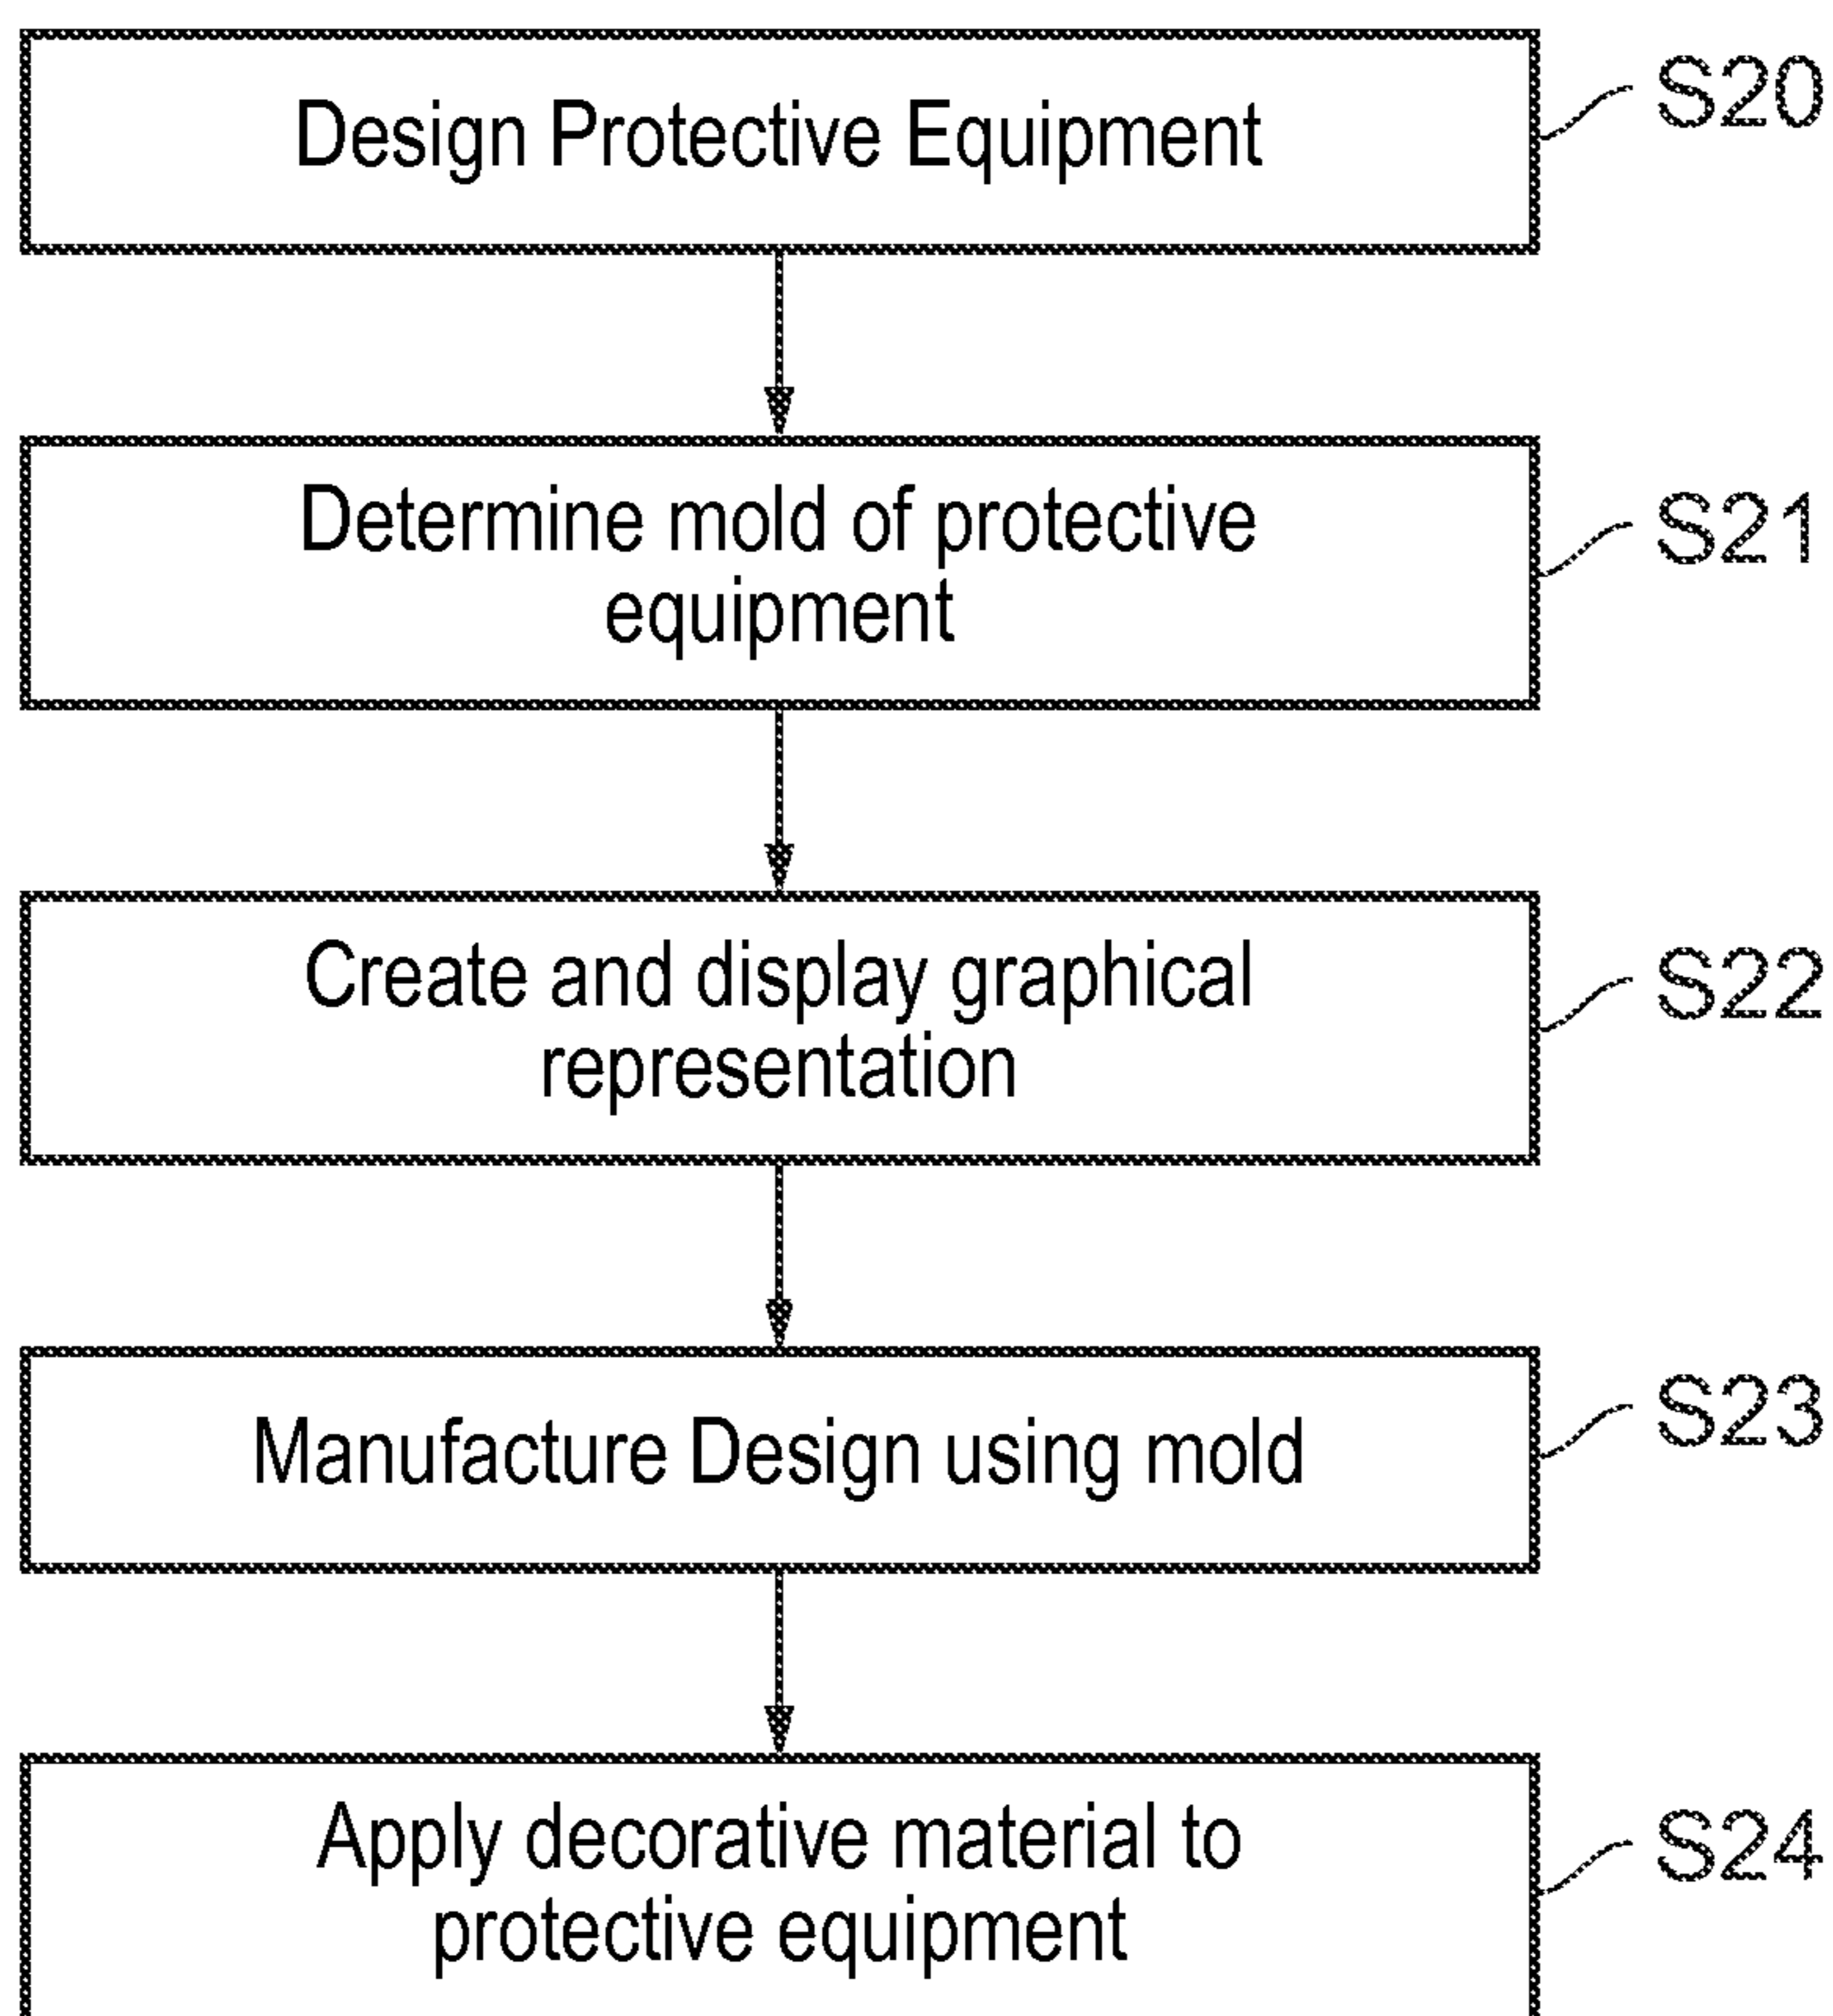 Design Protective Equipment
S20
Determine mold of protective
equipment
S21
Create and display graphical
representation
S22
Manufacture Design using mold
S23
Apply decorative material to
protective equipment
S24